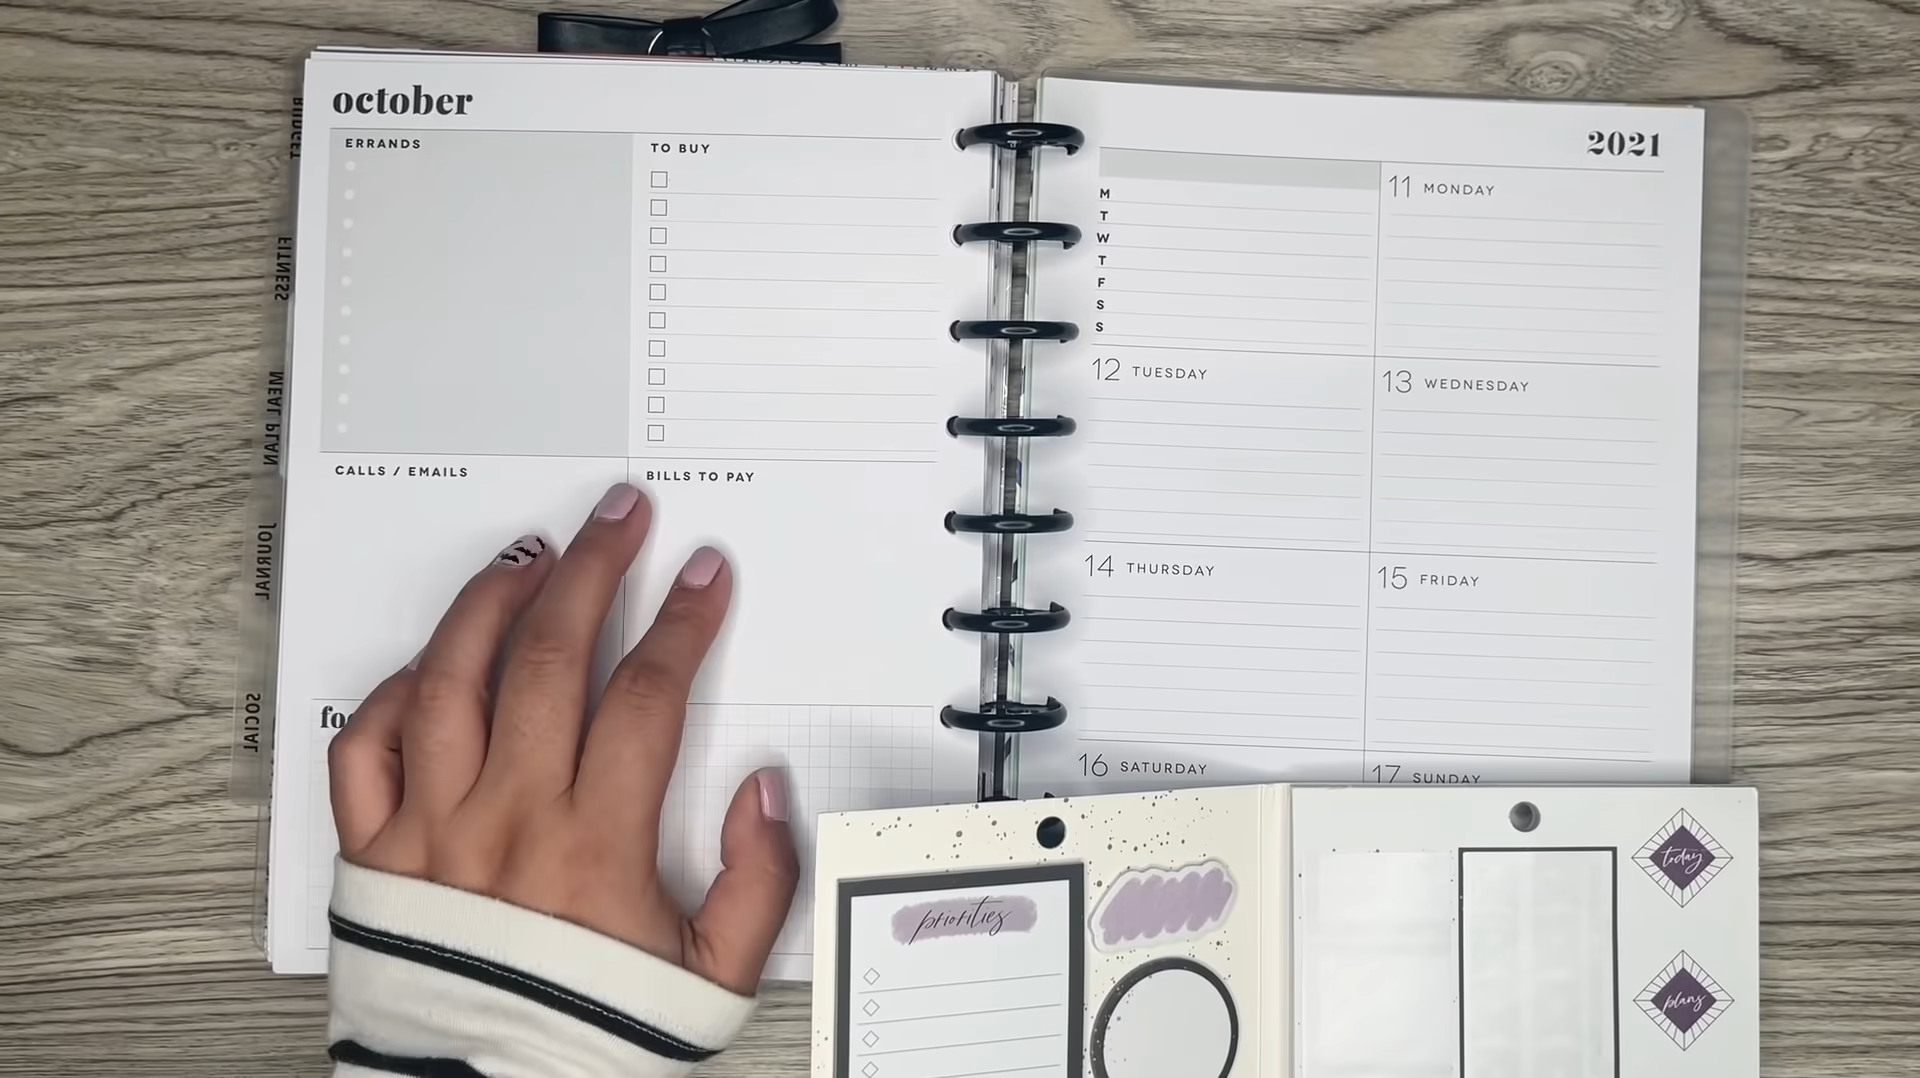 october
ERRANDS
TO BUY
CALLS / EMAILS
BILLS TO PAY
2021
M
T
W
T
F
S
S
11 MONDAY
12 TUESDAY
13 WEDNESDAY
14 THURSDAY
15 FRIDAY
16 SATURDAY
17 SUNDAY
BUDGET
FITNESS
MEAL PLAN
JOURNAL
SOCIAL
priorities
today
plans